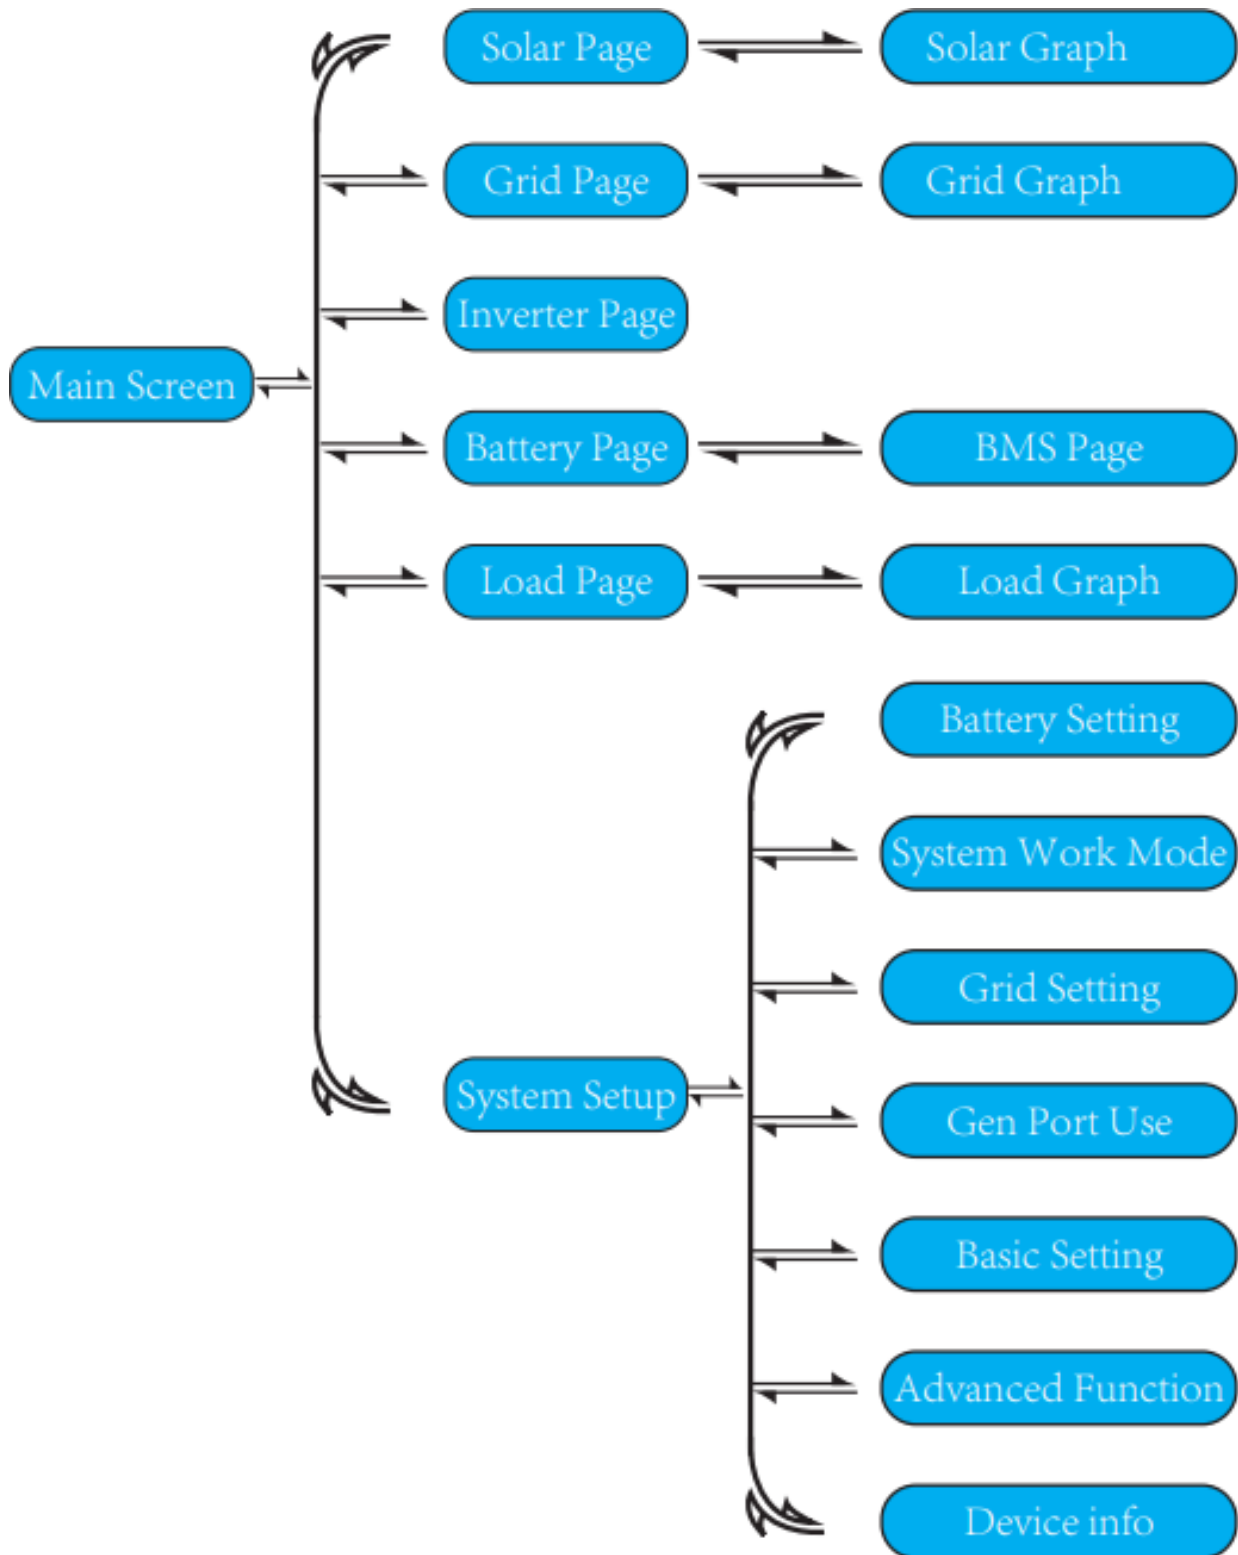 Solar Page
Solar Graph
Grid Page
Grid Graph
Inverter Page
Main Screen
Battery Page
BMS Page
Load Page
Load Graph
Battery Setting
System Work Mode
Grid Setting
System Setup
Gen Port Use
Basic Setting
Advanced Function
Device info